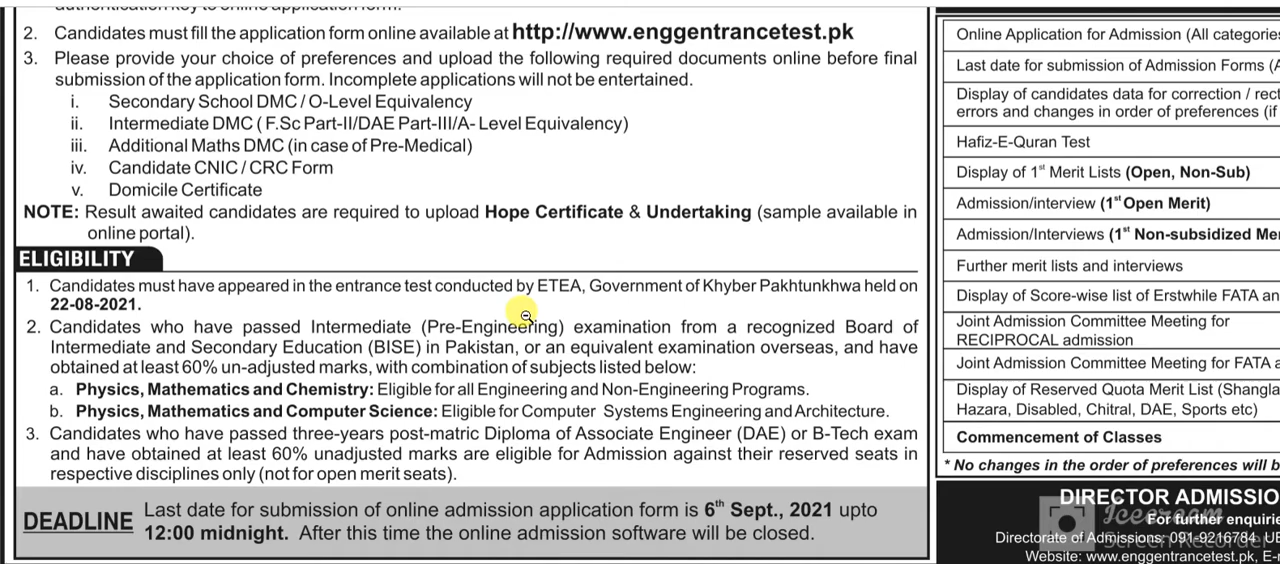 2. Candidates must fill the application form online available at http://www.enggentrancetest.pk
3. Please provide your choice of preferences and upload the following required documents online before final
submission of the application form. Incomplete applications will not be entertained.
i. Secondary School DMC / O-Level Equivalency
ii. Intermediate DMC ( F.Sc Part-II/DAE Part-III/A- Level Equivalency)
iii. Additional Maths DMC (in case of Pre-Medical)
iv. Candidate CNIC / CRC Form
v. Domicile Certificate
NOTE: Result awaited candidates are required to upload Hope Certificate & Undertaking (sample available in
online portal).
ELIGIBILITY
1. Candidates must have appeared in the entrance test conducted by ETEA, Government of Khyber Pakhtunkhwa held on
22-08-2021.
2. Candidates who have passed Intermediate (Pre-Engineering) examination from a recognized Board of
Intermediate and Secondary Education (BISE) in Pakistan, or an equivalent examination overseas, and have
obtained at least 60% un-adjusted marks, with combination of subjects listed below:
a. Physics, Mathematics and Chemistry: Eligible for all Engineering and Non-Engineering Programs.
b. Physics, Mathematics and Computer Science: Eligible for Computer Systems Engineering and Architecture.
3. Candidates who have passed three-years post-matric Diploma of Associate Engineer (DAE) or B-Tech exam
and have obtained at least 60% unadjusted marks are eligible for Admission against their reserved seats in
respective disciplines only (not for open merit seats).
DEADLINE
Last date for submission of online admission application form is 6th Sept., 2021 upto
12:00 midnight. After this time the online admission software will be closed.
Online Application for Admission (All categories
Last date for submission of Admission Forms (A
Display of candidates data for correction / rect
errors and changes in order of preferences (if
Hafiz-E-Quran Test
Display of 1st Merit Lists (Open, Non-Sub)
Admission/interview (1st Open Merit)
Admission/Interviews (1st Non-subsidized Mer
Further merit lists and interviews
Display of Score-wise list of Erstwhile FATA an
Joint Admission Committee Meeting for
RECIPROCAL admission
Joint Admission Committee Meeting for FATA a
Display of Reserved Quota Merit List (Shangla
Hazara, Disabled, Chitral, DAE, Sports etc)
Commencement of Classes
* No changes in the order of preferences will b
DIRECTOR ADMISSIO
Icecream
For further enquirie
Screen Recorder
Directorate of Admissions: 091-9216784, UE
Website: www.enggentrancetest.pk, E-